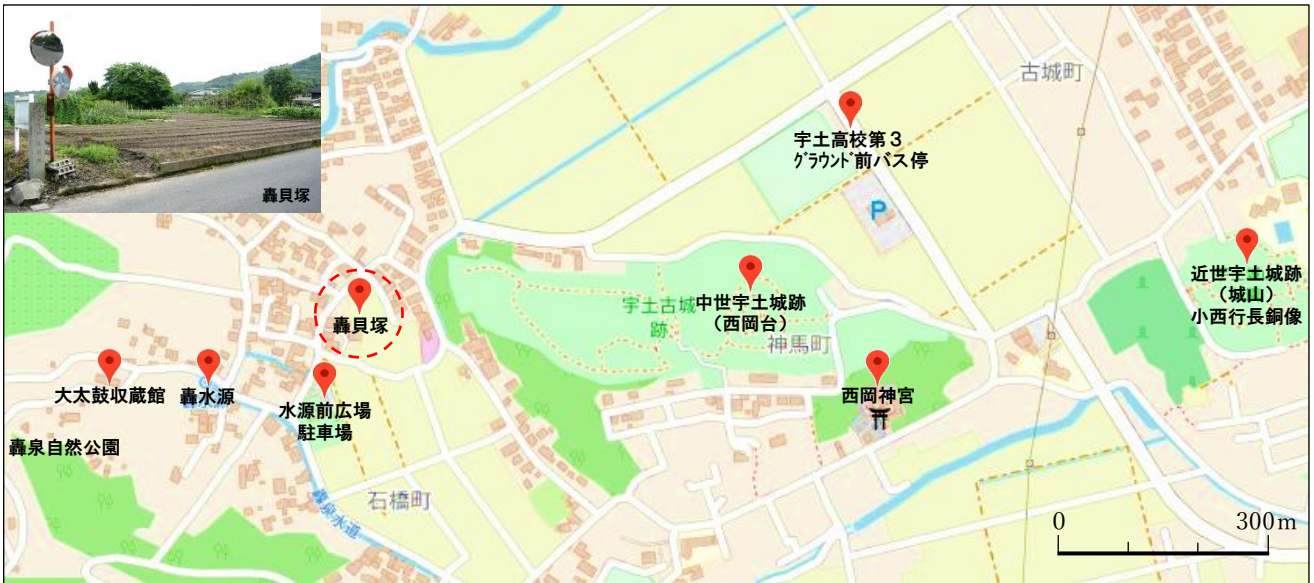 轟貝塚
古城町
宇土高校第3
グラウンド前バス停
P
近世宇土城跡
(城山)
小西行長銅像
中世宇土城跡
(西岡台)
宇土古城
跡
神馬町
轟貝塚
大太鼓収蔵館
轟水源
轟水源
水源前広場
駐車場
西岡神宮
轟泉自然公園
石橋町
轟泉水道
0 300m